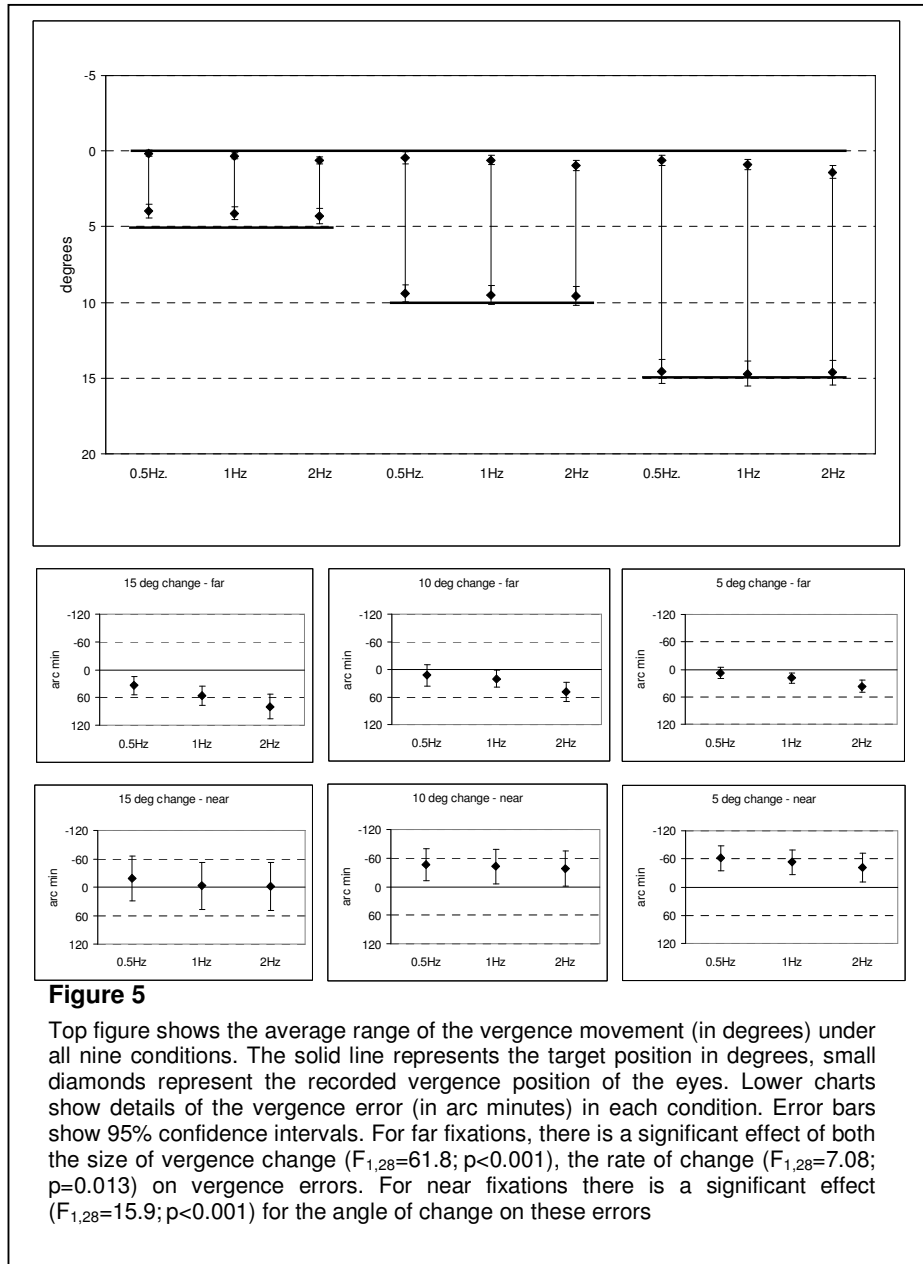 -5
0
5
10
15
20
degrees
0.5Hz. 1Hz 2Hz 0.5Hz. 1Hz 2Hz 0.5Hz. 1Hz 2Hz
15 deg change - far
-120
-60
0
60
120
arc min
0.5Hz 1Hz 2Hz
10 deg change - far
-120
-60
0
60
120
arc min
0.5Hz 1Hz 2Hz
5 deg change - far
-120
-60
0
60
120
arc min
0.5Hz 1Hz 2Hz
15 deg change - near
-120
-60
0
60
120
arc min
0.5Hz 1Hz 2Hz
10 deg change - near
-120
-60
0
60
120
arc min
0.5Hz 1Hz 2Hz
5 deg change - near
-120
-60
0
60
120
arc min
0.5Hz 1Hz 2Hz
Figure 5
Top figure shows the average range of the vergence movement (in degrees) under
all nine conditions. The solid line represents the target position in degrees, small
diamonds represent the recorded vergence position of the eyes. Lower charts
show details of the vergence error (in arc minutes) in each condition. Error bars
show 95% confidence intervals. For far fixations, there is a significant effect of both
the size of vergence change (F1,28=61.8; p<0.001), the rate of change (F1,28=7.08;
p=0.013) on vergence errors. For near fixations there is a significant effect
(F1,28=15.9; p<0.001) for the angle of change on these errors